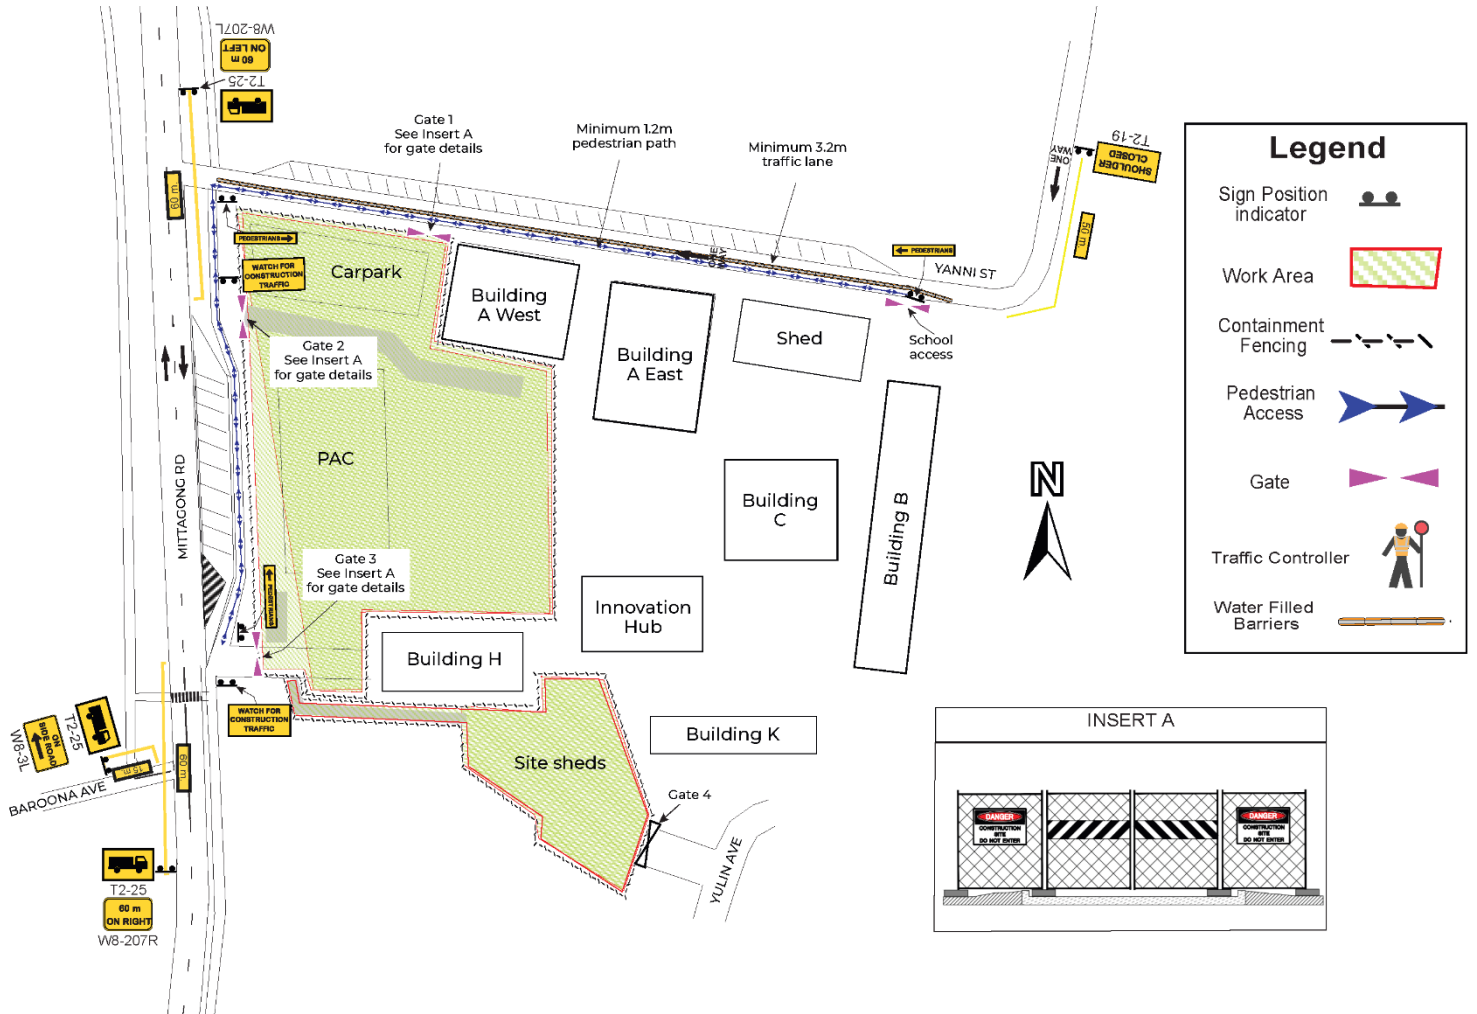 W8-207L
60 m
ON LEFT
T2-25
60 m.
Gate 1
See Insert A
for gate details
Minimum 1.2m
pedestrian path
Minimum 3.2m
traffic lane
ONE
WAY
T2-19
SHOULDER
CLOSED
50 m.
PEDESTRIANS
WATCH FOR
CONSTRUCTION
TRAFFIC
Carpark
ONE
WAY
PEDESTRIANS
YANNI ST
Building
A West
Building
A East
Shed
School
access
Gate 2
See Insert A
for gate details
PAC
MITTAGONG RD
Building
C
Building B
N
Gate 3
See Insert A
for gate details
PEDESTRIANS
Innovation
Hub
Building H
WATCH FOR
CONSTRUCTION
TRAFFIC
Building K
Site sheds
Gate 4
YULIN AVE
T2-25
ON
SIDE ROAD
W8-3L
15 m.
60 m.
BAROONA AVE
T2-25
60 m
ON RIGHT
W8-207R
Legend
Sign Position
indicator
Work Area
Containment
Fencing
Pedestrian
Access
Gate
Traffic Controller
Water Filled
Barriers
INSERT A
DANGER
CONSTRUCTION
SITE
DO NOT ENTER
DANGER
CONSTRUCTION
SITE
DO NOT ENTER